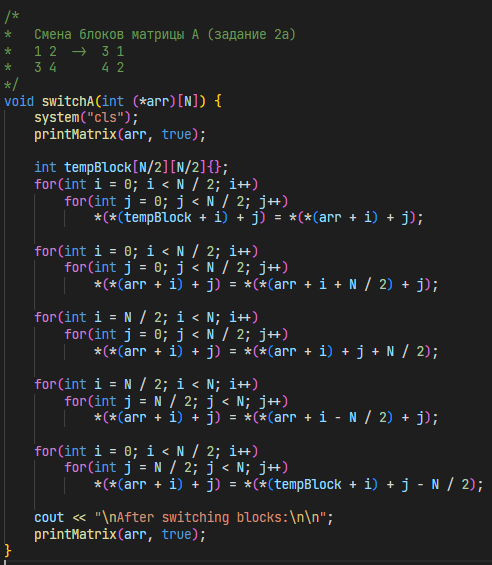 /*
*   Смена блоков матрицы А (задание 2а)
*   1 2  ->  3 1
*   3 4      4 2
*/
void switchA(int (*arr)[N]) {
    system("cls");
    printMatrix(arr, true);

    int tempBlock[N/2][N/2]{};
    for(int i = 0; i < N / 2; i++)
        for(int j = 0; j < N / 2; j++)
            *(*(tempBlock + i) + j) = *(*(arr + i) + j);

    for(int i = 0; i < N / 2; i++)
        for(int j = 0; j < N / 2; j++)
            *(*(arr + i) + j) = *(*(arr + i + N / 2) + j);

    for(int i = N / 2; i < N; i++)
        for(int j = 0; j < N / 2; j++)
            *(*(arr + i) + j) = *(*(arr + i) + j + N / 2);

    for(int i = N / 2; i < N; i++)
        for(int j = N / 2; j < N; j++)
            *(*(arr + i) + j) = *(*(arr + i - N / 2) + j);

    for(int i = 0; i < N / 2; i++)
        for(int j = N / 2; j < N; j++)
            *(*(arr + i) + j) = *(*(tempBlock + i) + j - N / 2);

    cout << "\nAfter switching blocks:\n\n";
    printMatrix(arr, true);
}